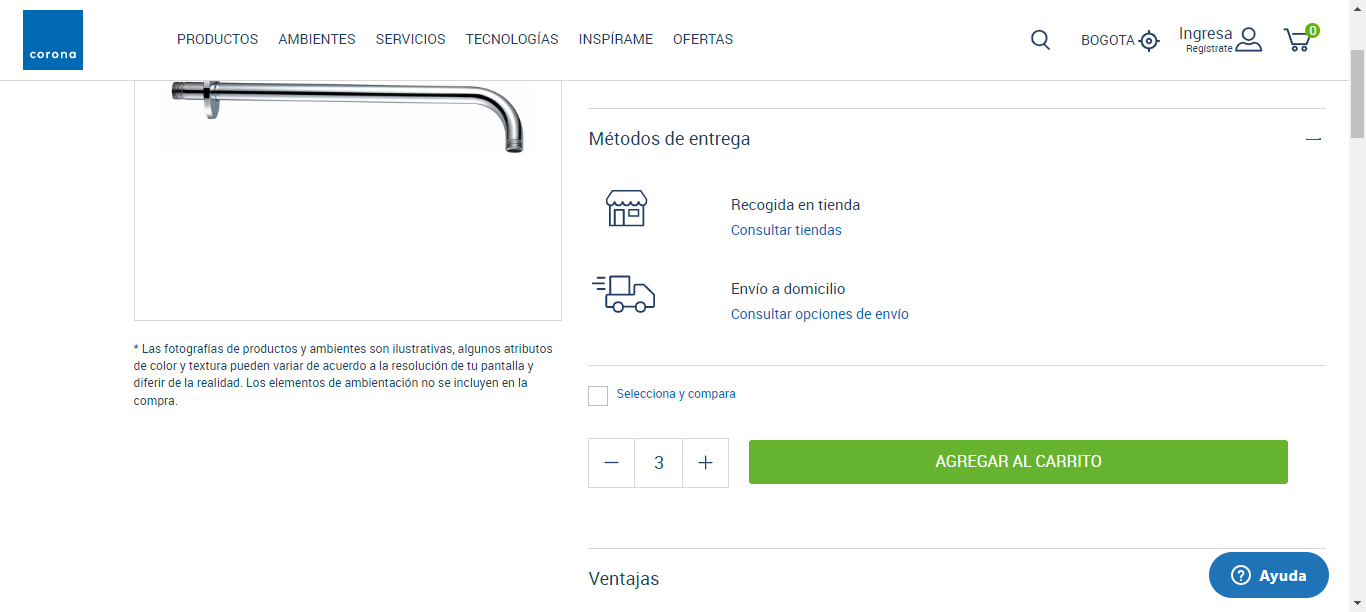 corona
PRODUCTOS AMBIENTES SERVICIOS TECNOLOGÍAS INSPÍRAME OFERTAS
BOGOTA
Ingresa
Regístrate
0
Métodos de entrega
Recogida en tienda
Consultar tiendas
Envío a domicilio
Consultar opciones de envío
* Las fotografías de productos y ambientes son ilustrativas, algunos atributos
de color y textura pueden variar de acuerdo a la resolución de tu pantalla y
diferir de la realidad. Los elementos de ambientación no se incluyen en la
compra.
Selecciona y compara
3
AGREGAR AL CARRITO
Ventajas
Ayuda